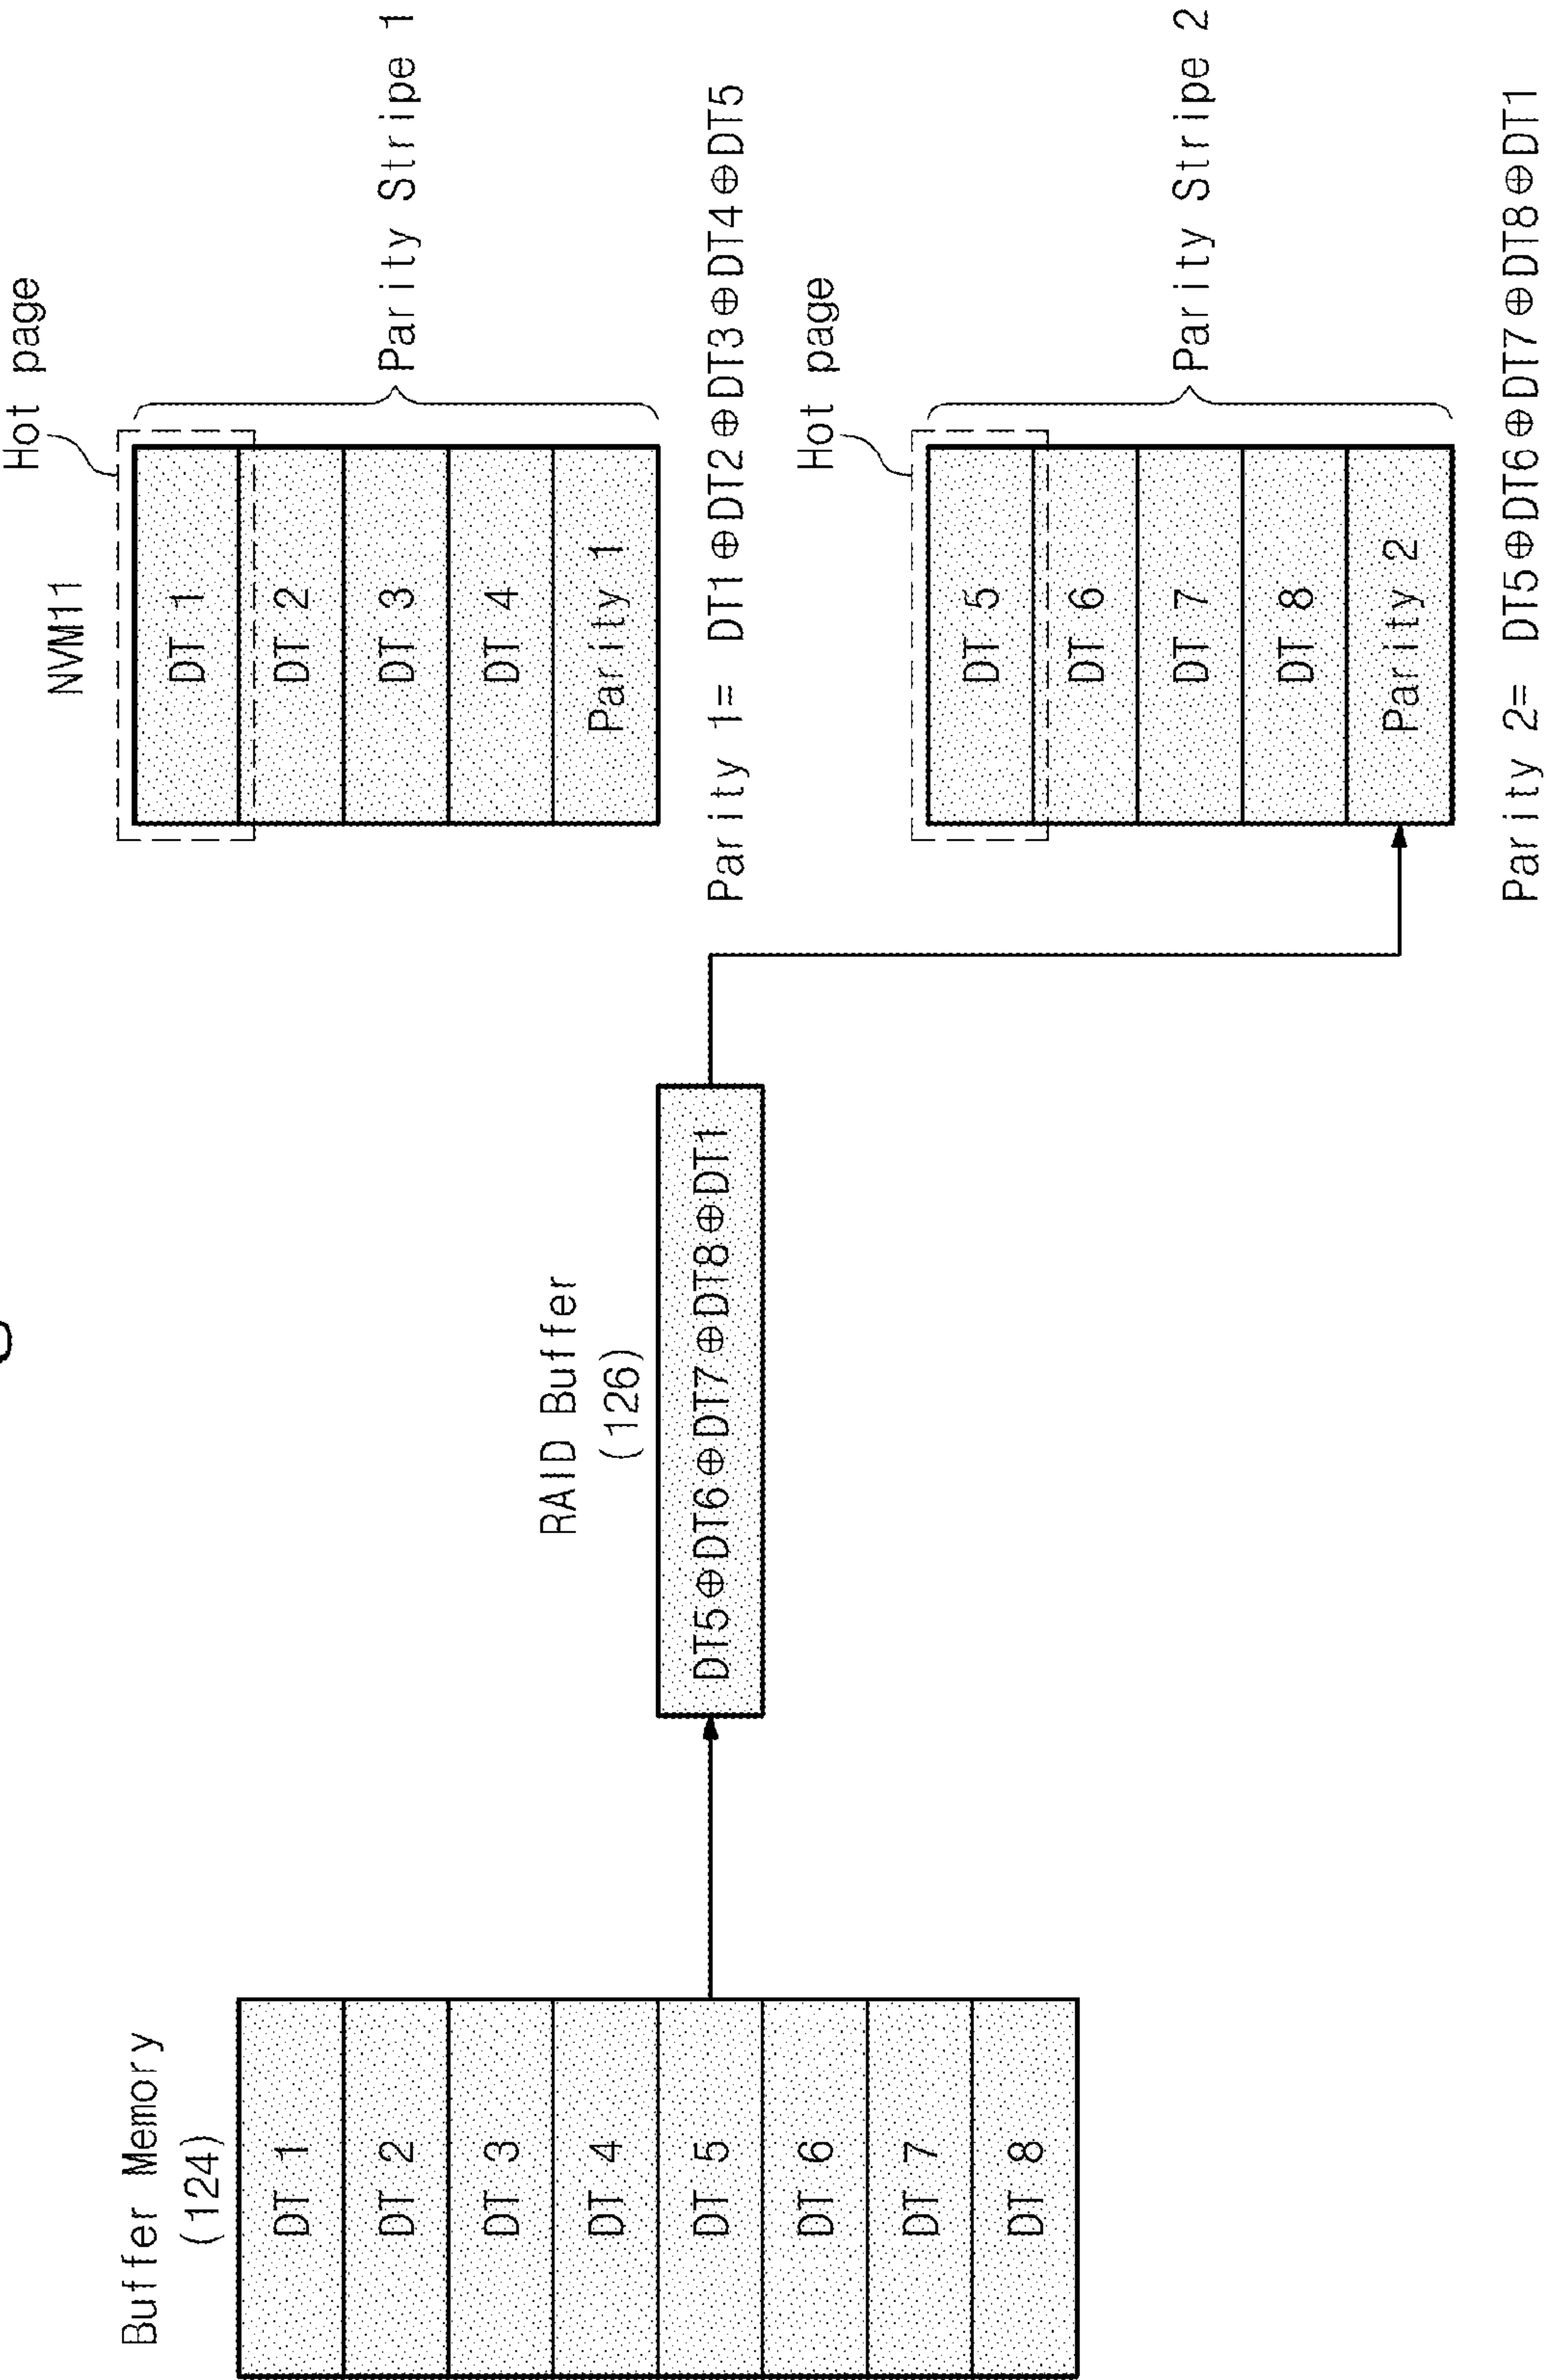 Buffer Memory
(124)
DT 1
DT 2
DT 3
DT 4
DT 5
DT 6
DT 7
DT 8
RAID Buffer
(126)
DT5⊕DT6⊕DT7⊕DT8⊕DT1
NVM11
Hot page
DT 1
DT 2
DT 3
DT 4
Parity 1
Parity Stripe 1
Parity 1= DT1⊕DT2⊕DT3⊕DT4⊕DT5
Hot page
DT 5
DT 6
DT 7
DT 8
Parity 2
Parity Stripe 2
Parity 2= DT5⊕DT6⊕DT7⊕DT8⊕DT1